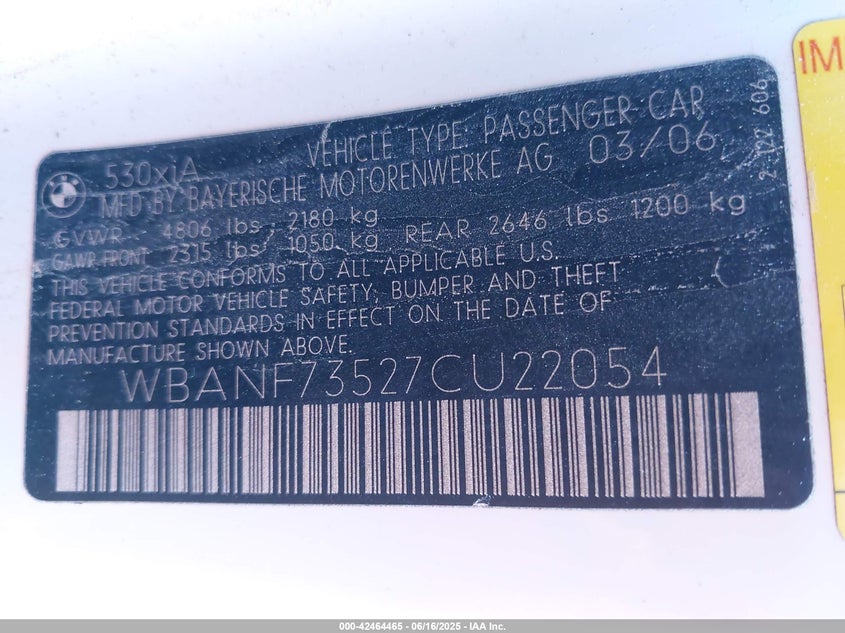 530xiA VEHICLE TYPE: PASSENGER CAR
MFD BY: BAYERISCHE MOTORENWERKE AG 03/06
GVWR 4806 lbs/ 2180 kg
GAWR FRONT 2315 lbs/ 1050 kg REAR 2646 lbs 1200 kg
THIS VEHICLE CONFORMS TO ALL APPLICABLE U.S.
FEDERAL MOTOR VEHICLE SAFETY, BUMPER AND THEFT
PREVENTION STANDARDS IN EFFECT ON THE DATE OF
MANUFACTURE SHOWN ABOVE.
WBANF73527CU22054
2 122 606
IM
000-42464465 - 06/16/2025 - IAA Inc.